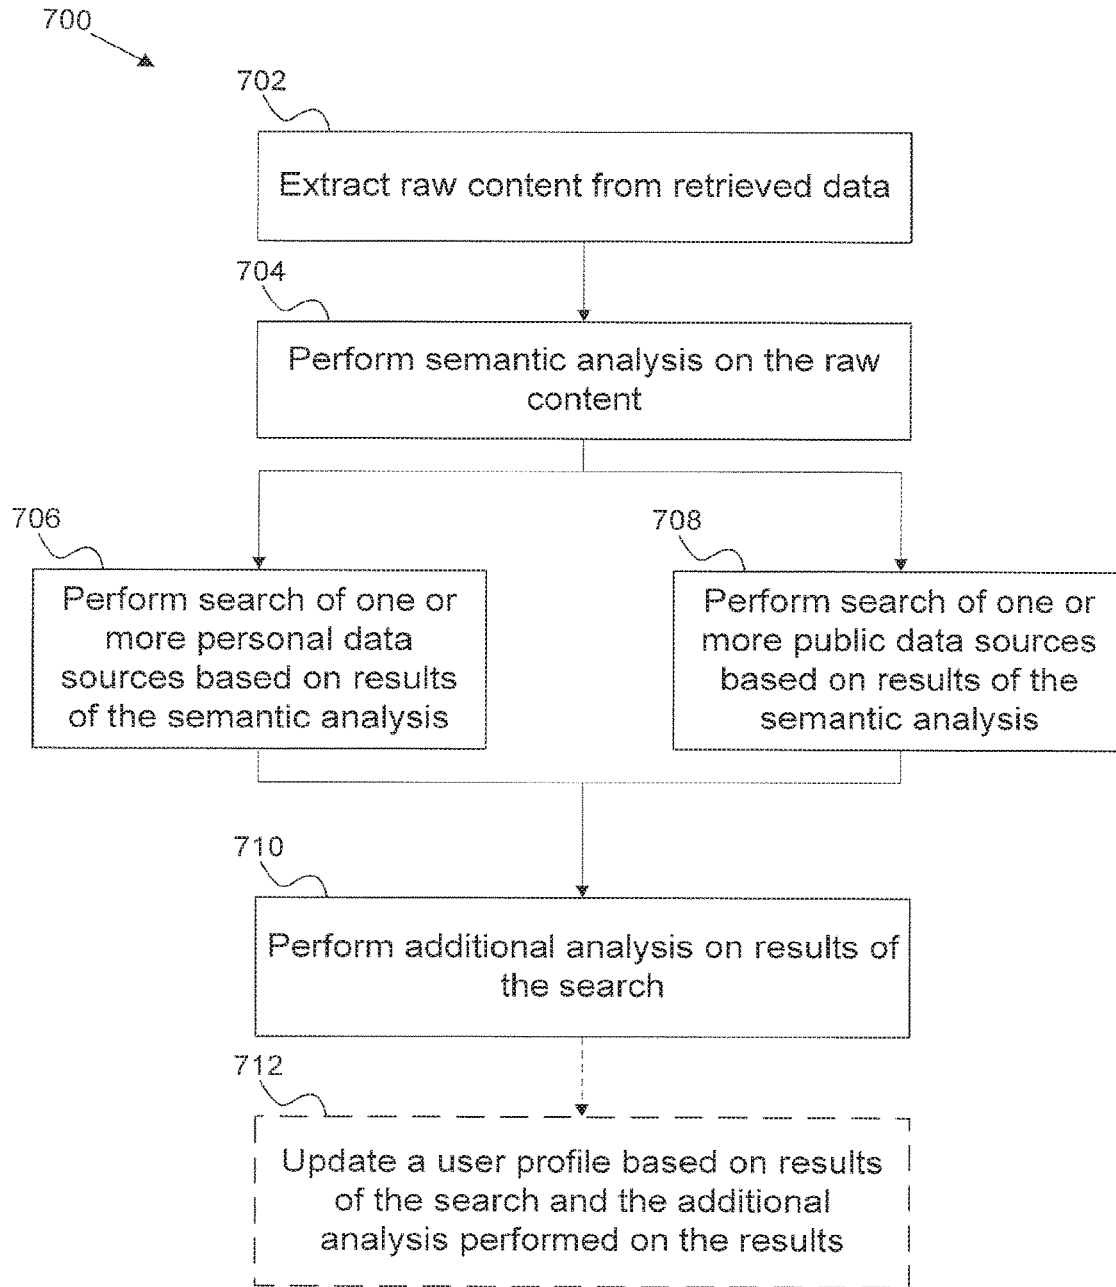 700
702
Extract raw content from retrieved data
704
Perform semantic analysis on the raw
content
706
Perform search of one or
more personal data
sources based on results
of the semantic analysis
708
Perform search of one or
more public data sources
based on results of the
semantic analysis
710
Perform additional analysis on results of
the search
712
Update a user profile based on results
of the search and the additional
analysis performed on the results